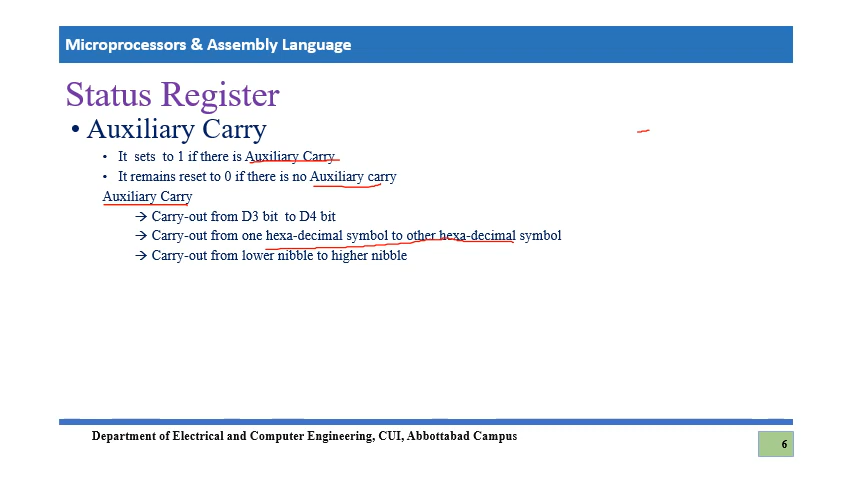 Microprocessors & Assembly Language
Status Register
• Auxiliary Carry
• It sets to 1 if there is Auxiliary Carry
• It remains reset to 0 if there is no Auxiliary carry
Auxiliary Carry
→ Carry-out from D3 bit to D4 bit
→ Carry-out from one hexa-decimal symbol to other hexa-decimal symbol
→ Carry-out from lower nibble to higher nibble
Department of Electrical and Computer Engineering, CUI, Abbottabad Campus
6